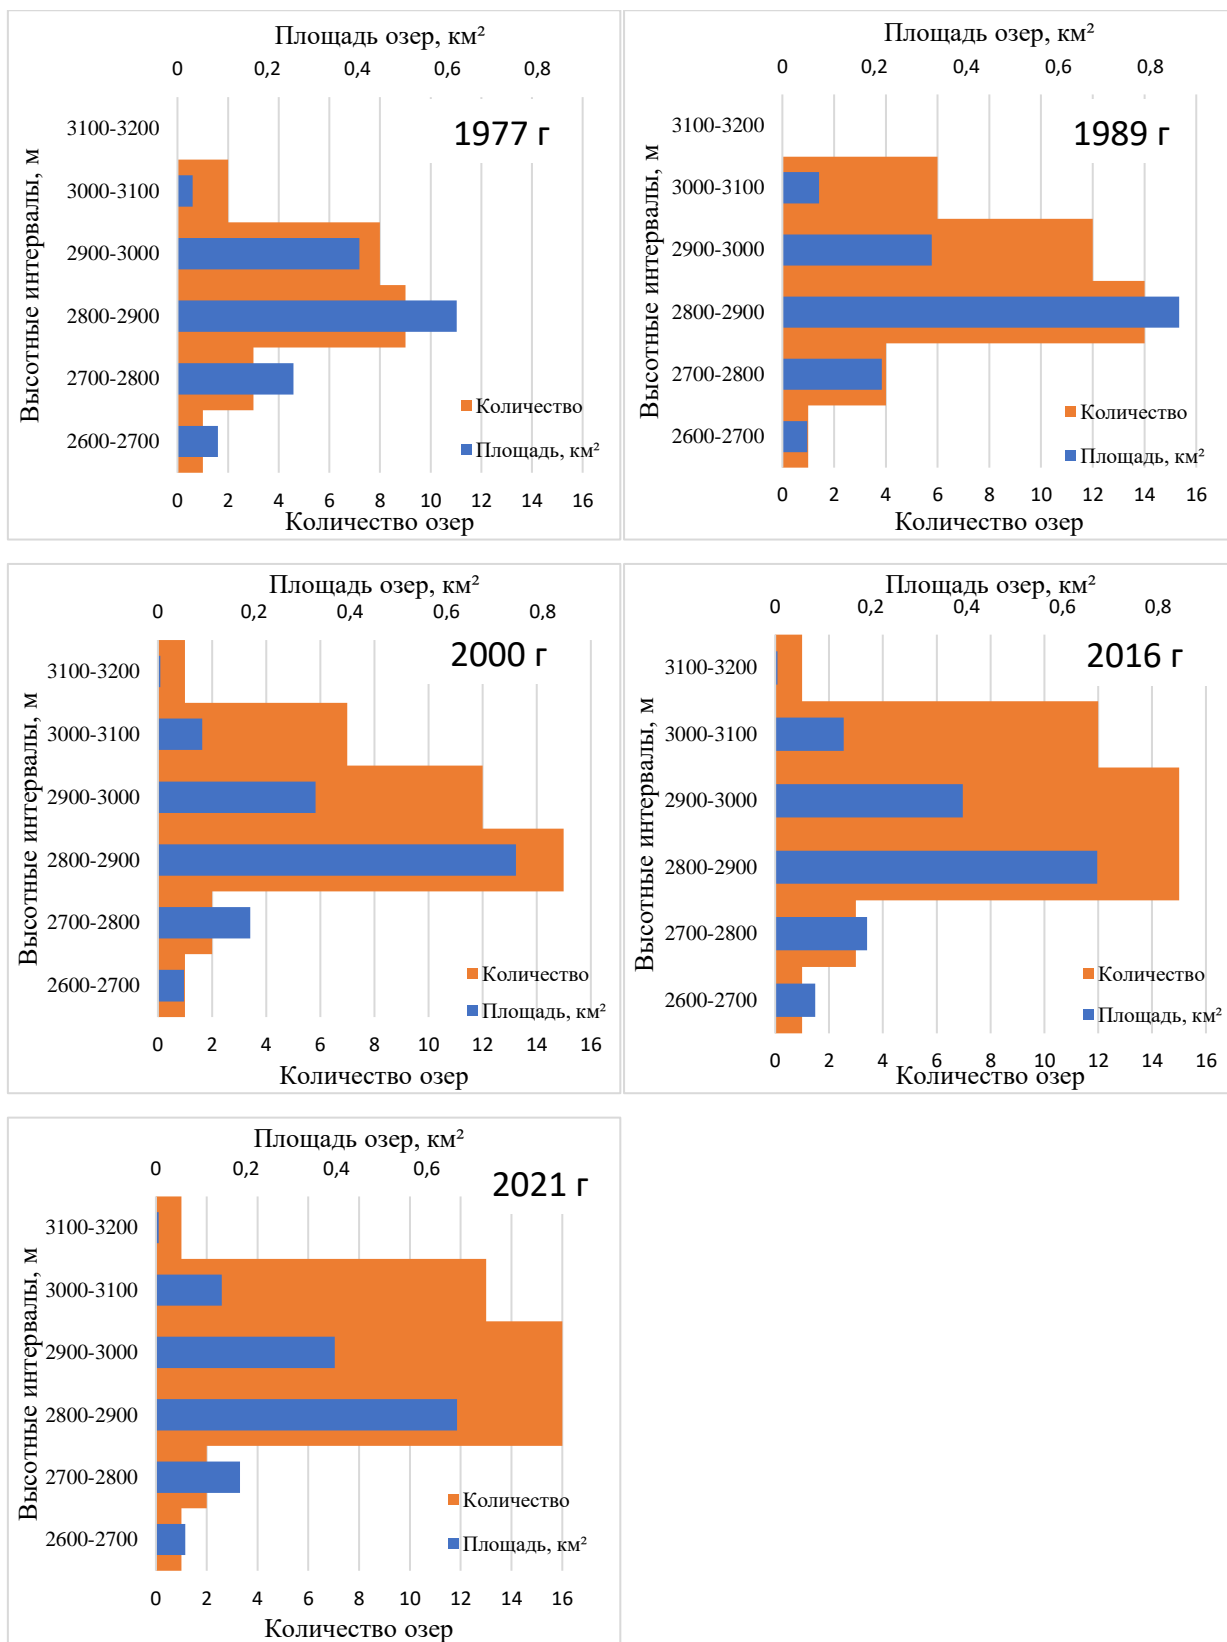 Площадь озер, км²
0 0,2 0,4 0,6 0,8
1977 г
Высотные интервалы, м
3100-3200
3000-3100
2900-3000
2800-2900
2700-2800
2600-2700
Количество
Площадь, км²
0 2 4 6 8 10 12 14 16
Количество озер
Площадь озер, км²
0 0,2 0,4 0,6 0,8
1989 г
Высотные интервалы, м
3100-3200
3000-3100
2900-3000
2800-2900
2700-2800
2600-2700
Количество
Площадь, км²
0 2 4 6 8 10 12 14 16
Количество озер
Площадь озер, км²
0 0,2 0,4 0,6 0,8
2000 г
Высотные интервалы, м
3100-3200
3000-3100
2900-3000
2800-2900
2700-2800
2600-2700
Количество
Площадь, км²
0 2 4 6 8 10 12 14 16
Количество озер
Площадь озер, км²
0 0,2 0,4 0,6 0,8
2016 г
Высотные интервалы, м
3100-3200
3000-3100
2900-3000
2800-2900
2700-2800
2600-2700
Количество
Площадь, км²
0 2 4 6 8 10 12 14 16
Количество озер
Площадь озер, км²
0 0,2 0,4 0,6
2021 г
Высотные интервалы, м
3100-3200
3000-3100
2900-3000
2800-2900
2700-2800
2600-2700
Количество
Площадь, км²
0 2 4 6 8 10 12 14 16
Количество озер